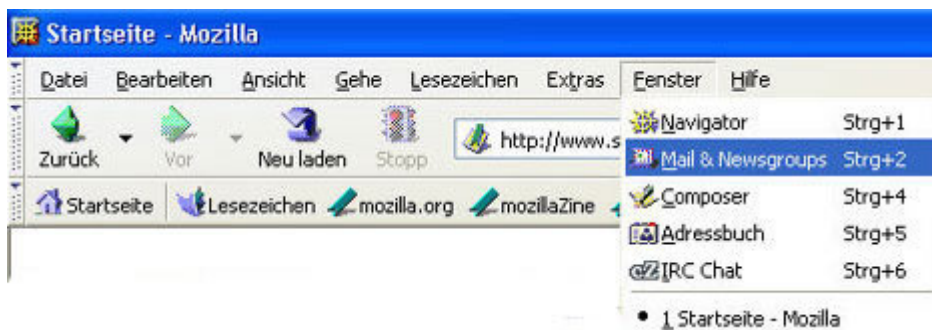 Startseite - Mozilla
Datei Bearbeiten Ansicht Gehe Lesezeichen Extras Fenster Hilfe
Zurück Vor Neu laden Stopp http://www.s
Startseite Lesezeichen mozilla.org mozillaZine
Navigator Strg+1
Mail & Newsgroups Strg+2
Composer Strg+4
Adressbuch Strg+5
IRC Chat Strg+6
1 Startseite - Mozilla